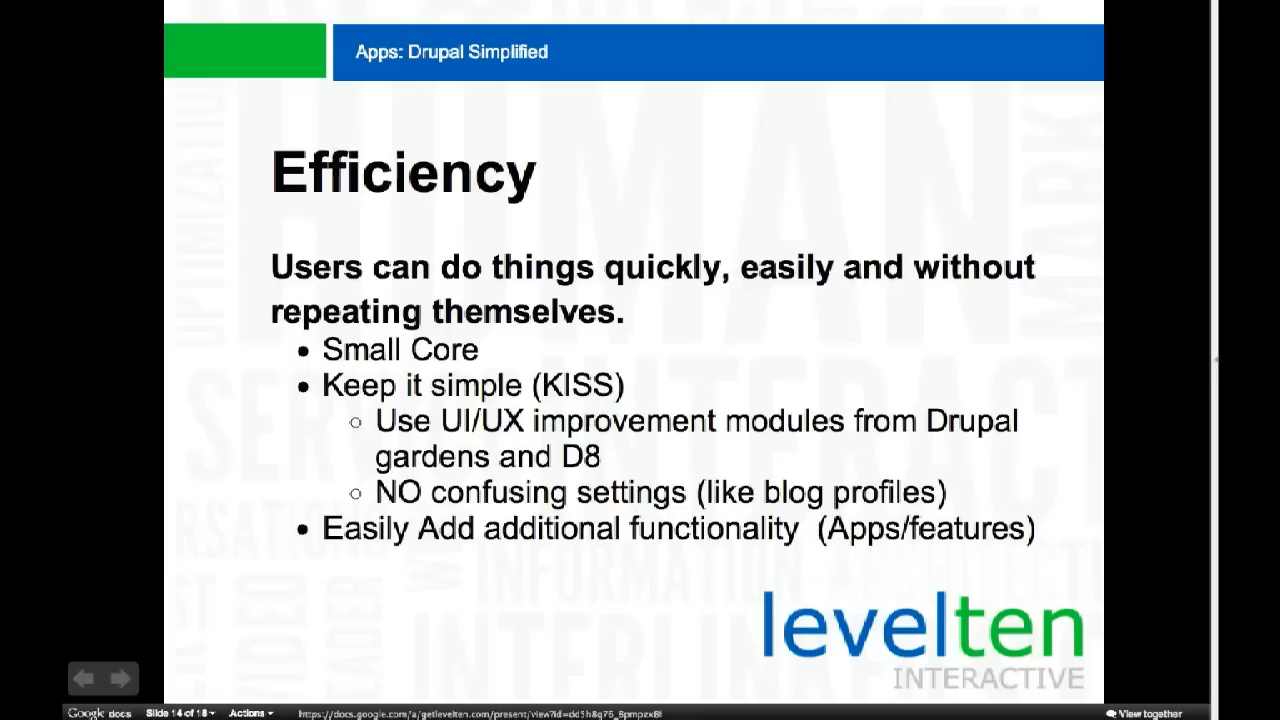 Apps: Drupal Simplified
Efficiency
Users can do things quickly, easily and without
repeating themselves.
• Small Core
• Keep it simple (KISS)
○ Use UI/UX improvement modules from Drupal
gardens and D8
○ NO confusing settings (like blog profiles)
• Easily Add additional functionality (Apps/features)
levelten
INTERACTIVE
Google docs Slide 14 of 18 Actions View together